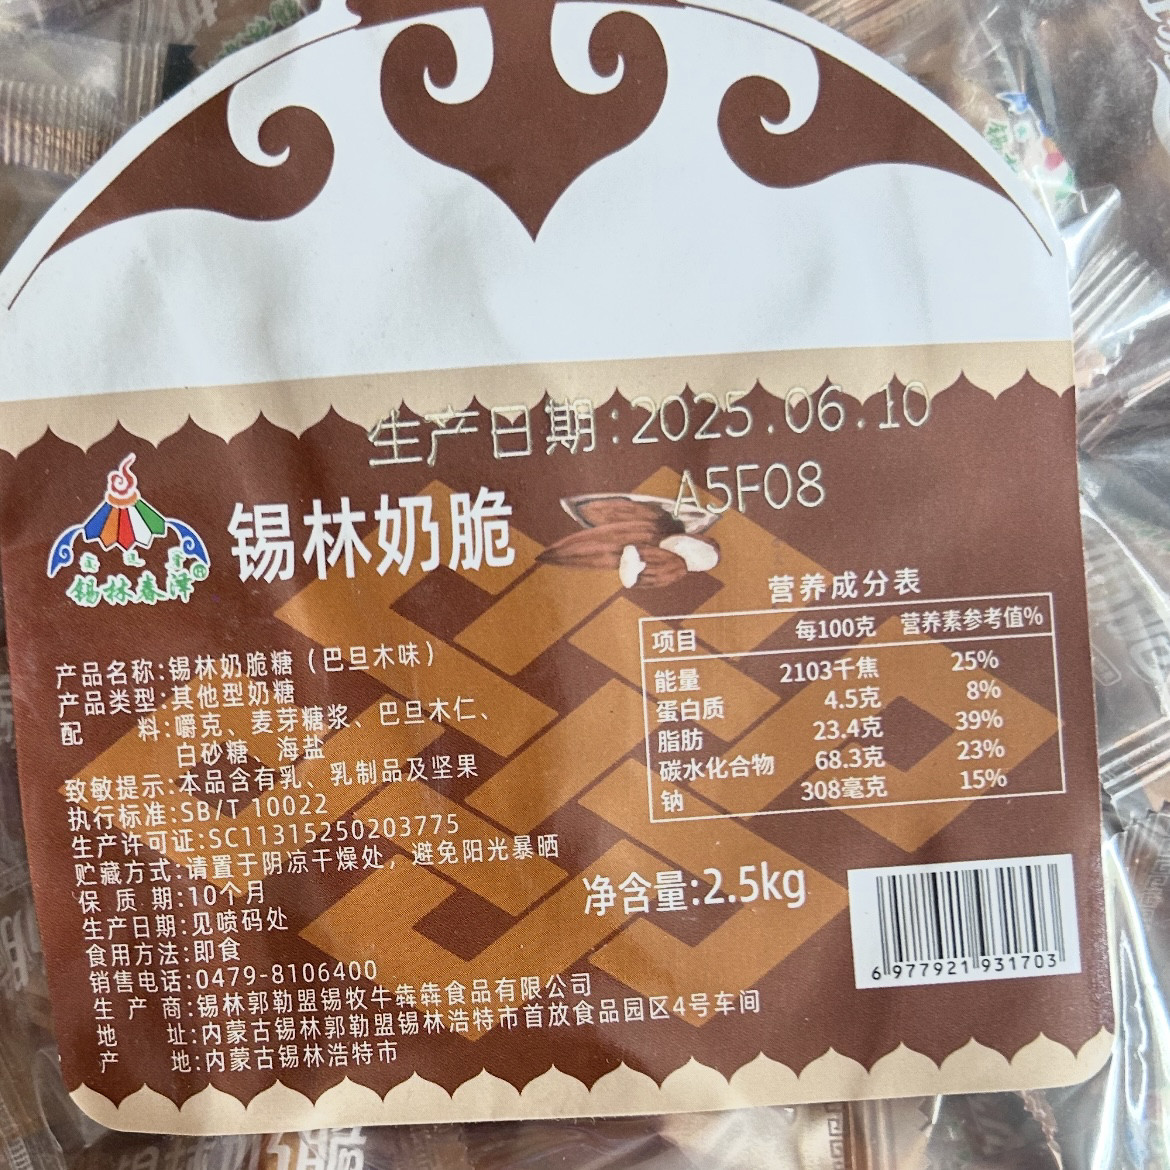 生产日期:2025.06.10
A5F08
锡林春泽
锡林奶脆
营养成分表
项目 每100克 营养素参考值%
能量 2103千焦 25%
蛋白质 4.5克 8%
脂肪 23.4克 39%
碳水化合物 68.3克 23%
钠 308毫克 15%
产品名称:锡林奶脆糖（巴旦木味）
产品类型:其他型奶糖
配 料:嚼克、麦芽糖浆、巴旦木仁、
白砂糖、海盐
致敏提示:本品含有乳、乳制品及坚果
执行标准:SB/T 10022
生产许可证:SC11315250203775
贮藏方式:请置于阴凉干燥处，避免阳光暴晒
保 质 期:10个月
生产日期:见喷码处
食用方法:即食
销售电话:0479-8106400
生 产 商:锡林郭勒盟锡牧牛犇犇食品有限公司
地 址:内蒙古锡林郭勒盟锡林浩特市首放食品园区4号车间
产 地:内蒙古锡林浩特市
净含量:2.5kg
6 977921 931703